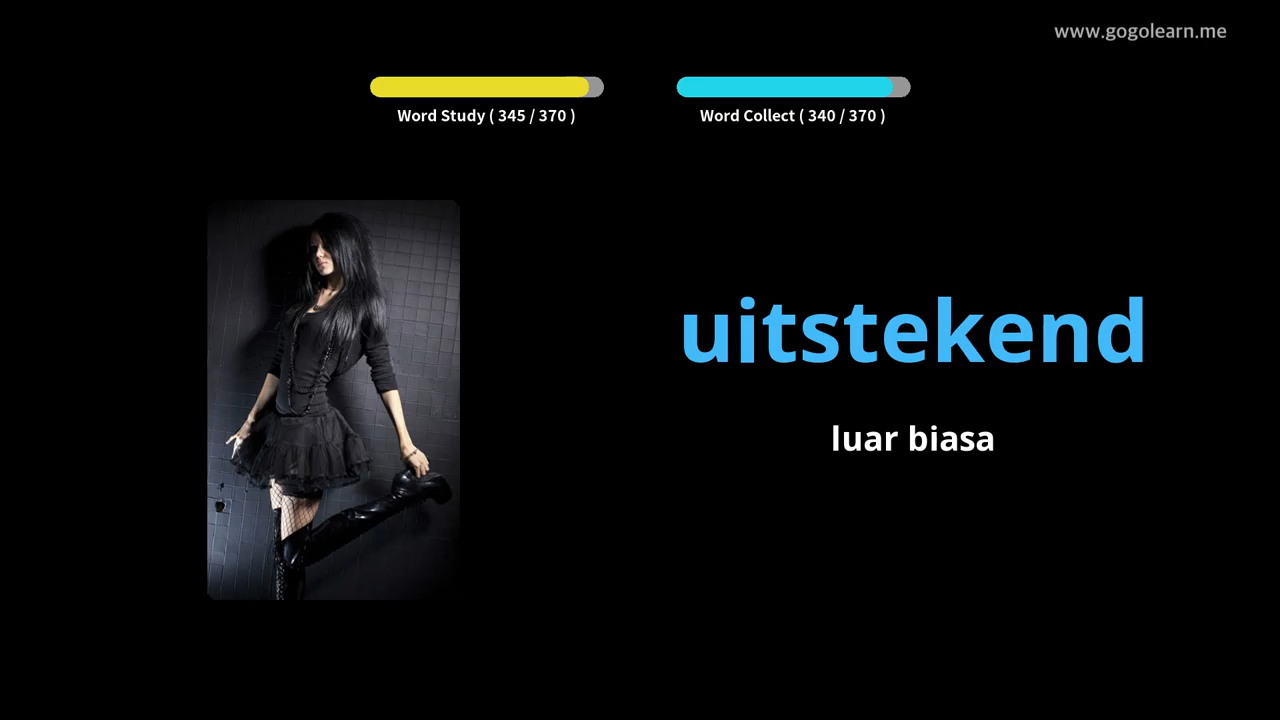 www.gogolearn.me
Word Study ( 345 / 370 )
Word Collect ( 340 / 370 )
uitstekend
luar biasa